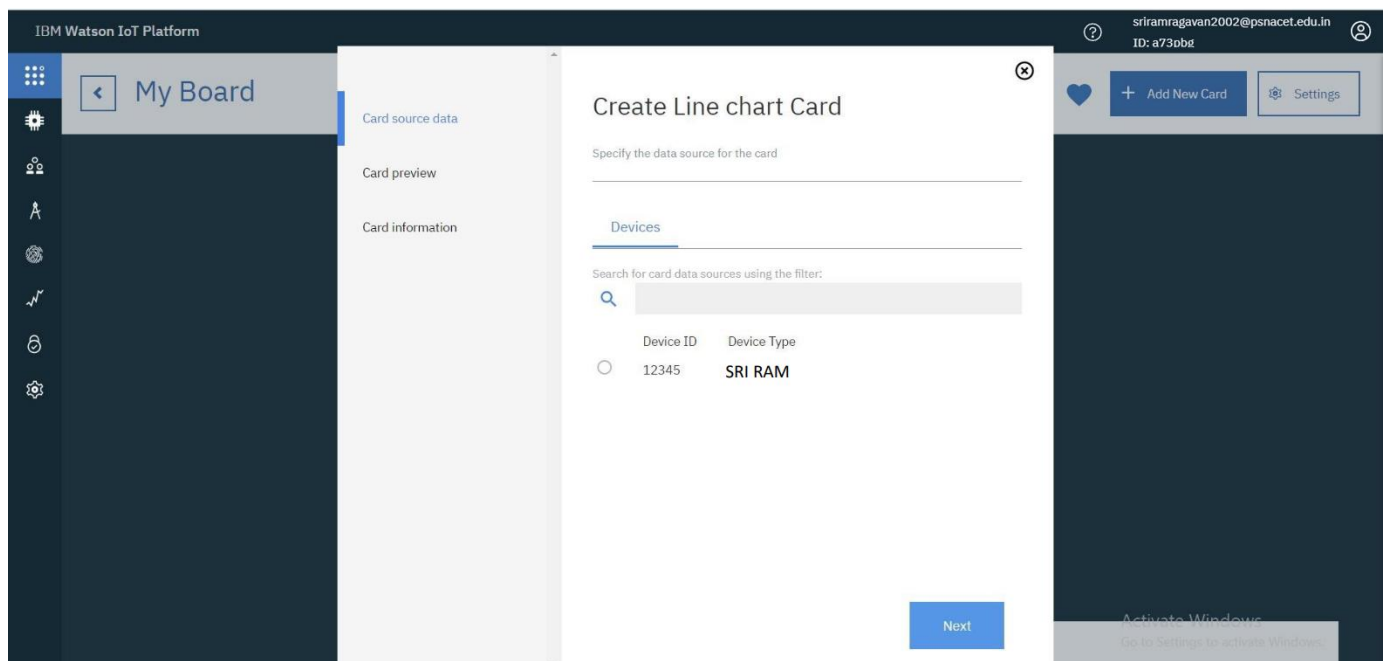 IBM Watson IoT Platform
sriramragavan2002@psnacet.edu.in
ID: a73pbg
My Board
Add New Card
Settings
Card source data
Card preview
Card information
Create Line chart Card
Specify the data source for the card
Devices
Search for card data sources using the filter:
Device ID Device Type
12345 SRI RAM
Next
Activate Windows
Go to Settings to activate Windows.